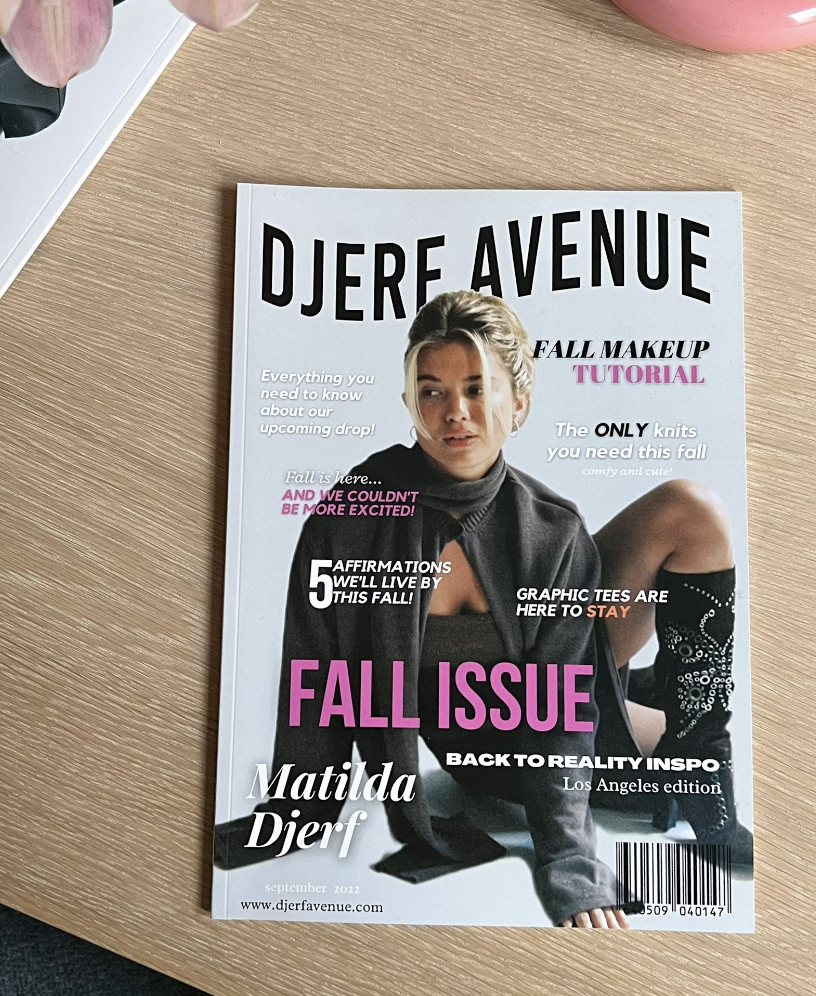 DJERF AVENUE
FALL MAKEUP
TUTORIAL
Everything you
need to know
about our
upcoming drop!
The ONLY knits
you need this fall
comfy and cute!
Fall is here...
AND WE COULDN'T
BE MORE EXCITED!
5 AFFIRMATIONS
WE'LL LIVE BY
THIS FALL!
GRAPHIC TEES ARE
HERE TO STAY
FALL ISSUE
BACK TO REALITY INSPO
Los Angeles edition
Matilda
Djerf
september 2022
www.djerfavenue.com
0509 040147